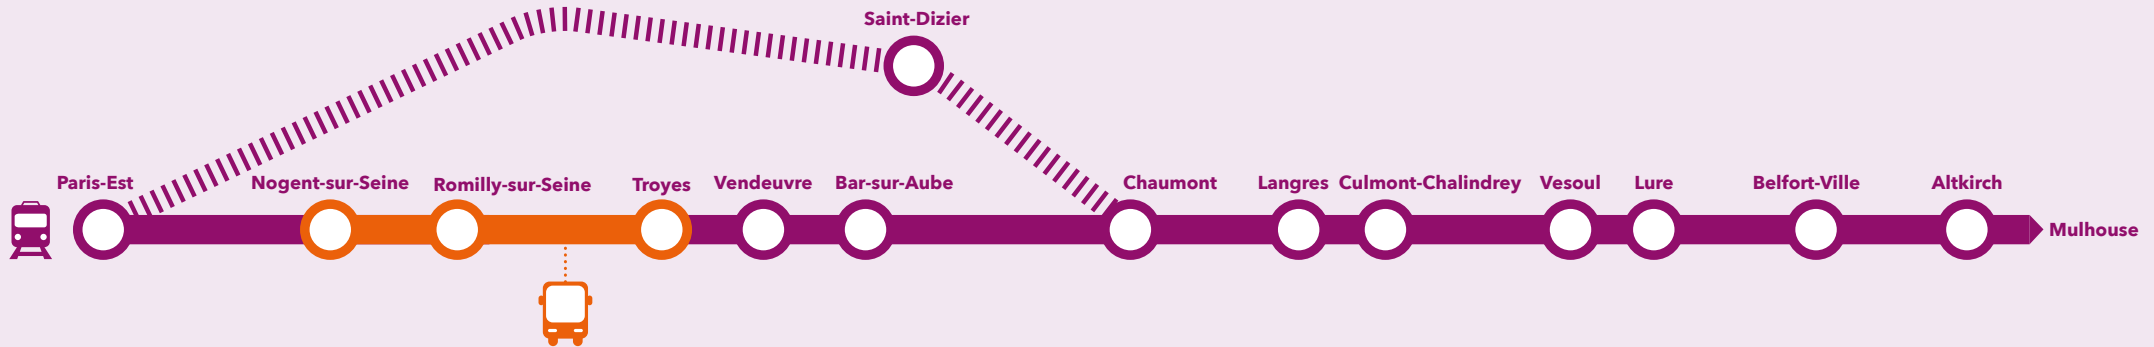 Saint-Dizier
Paris-Est
Nogent-sur-Seine
Romilly-sur-Seine
Troyes
Vendeuvre
Bar-sur-Aube
Chaumont
Langres
Culmont-Chalindrey
Vesoul
Lure
Belfort-Ville
Altkirch
Mulhouse